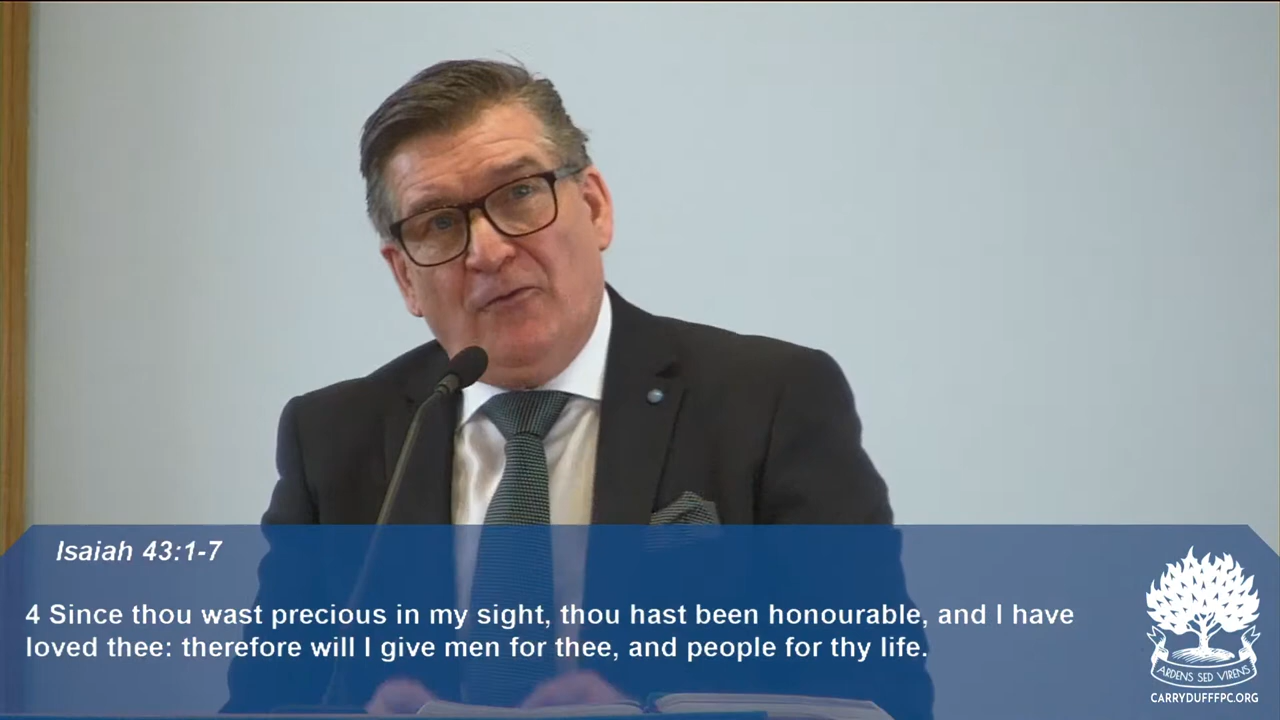 Isaiah 43:1-7
4 Since thou wast precious in my sight, thou hast been honourable, and I have
loved thee: therefore will I give men for thee, and people for thy life.
ARDENS SED VIRENS
CARRYDUFFFPC.ORG